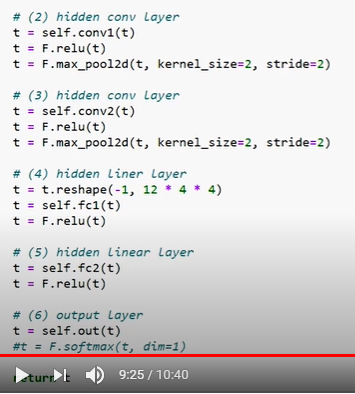 # (2) hidden conv layer
t = self.conv1(t)
t = F.relu(t)
t = F.max_pool2d(t, kernel_size=2, stride=2)
# (3) hidden conv layer
t = self.conv2(t)
t = F.relu(t)
t = F.max_pool2d(t, kernel_size=2, stride=2)
# (4) hidden liner layer
t = t.reshape(-1, 12 * 4 * 4)
t = self.fc1(t)
t = F.relu(t)
# (5) hidden linear layer
t = self.fc2(t)
t = F.relu(t)
# (6) output layer
t = self.out(t)
#t = F.softmax(t, dim=1)
return t
9:25 / 10:40